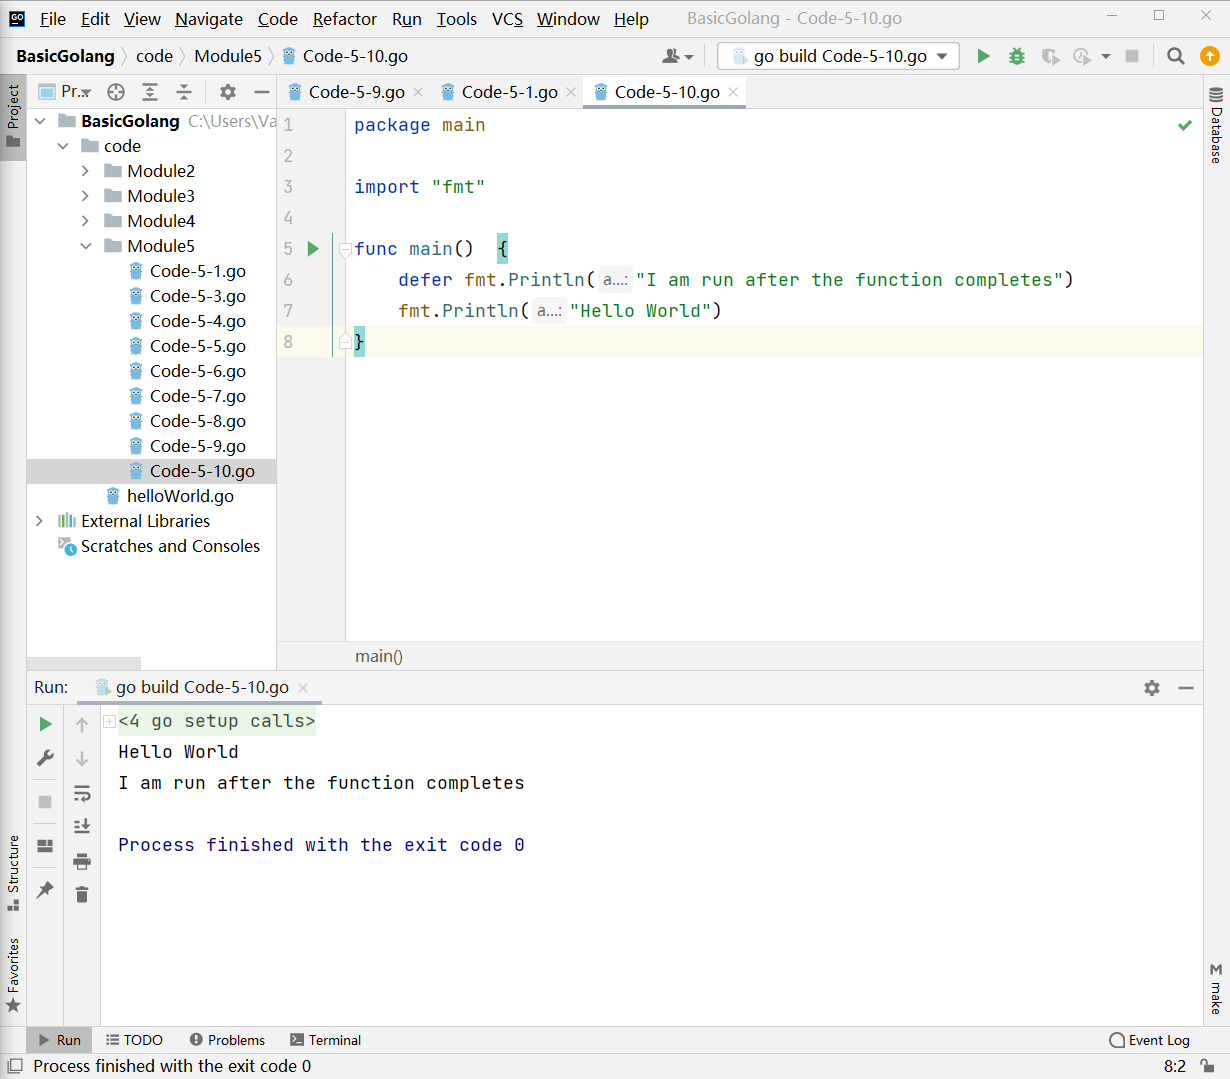 GO File Edit View Navigate Code Refactor Run Tools VCS Window Help BasicGolang - Code-5-10.go
BasicGolang code Module5 Code-5-10.go go build Code-5-10.go
Project
Pr... Code-5-9.go Code-5-1.go Code-5-10.go
Database
BasicGolang C:\Users\Va
code
Module2
Module3
Module4
Module5
Code-5-1.go
Code-5-3.go
Code-5-4.go
Code-5-5.go
Code-5-6.go
Code-5-7.go
Code-5-8.go
Code-5-9.go
Code-5-10.go
helloWorld.go
External Libraries
Scratches and Consoles
1 package main
2
3 import "fmt"
4
5 func main()  {
6 defer fmt.Println( a...: "I am run after the function completes")
7 fmt.Println( a...: "Hello World")
8 }
main()
Run: go build Code-5-10.go
<4 go setup calls>
Hello World
I am run after the function completes
Process finished with the exit code 0
Structure
Favorites
M make
Run TODO Problems Terminal Event Log
Process finished with the exit code 0 8:2